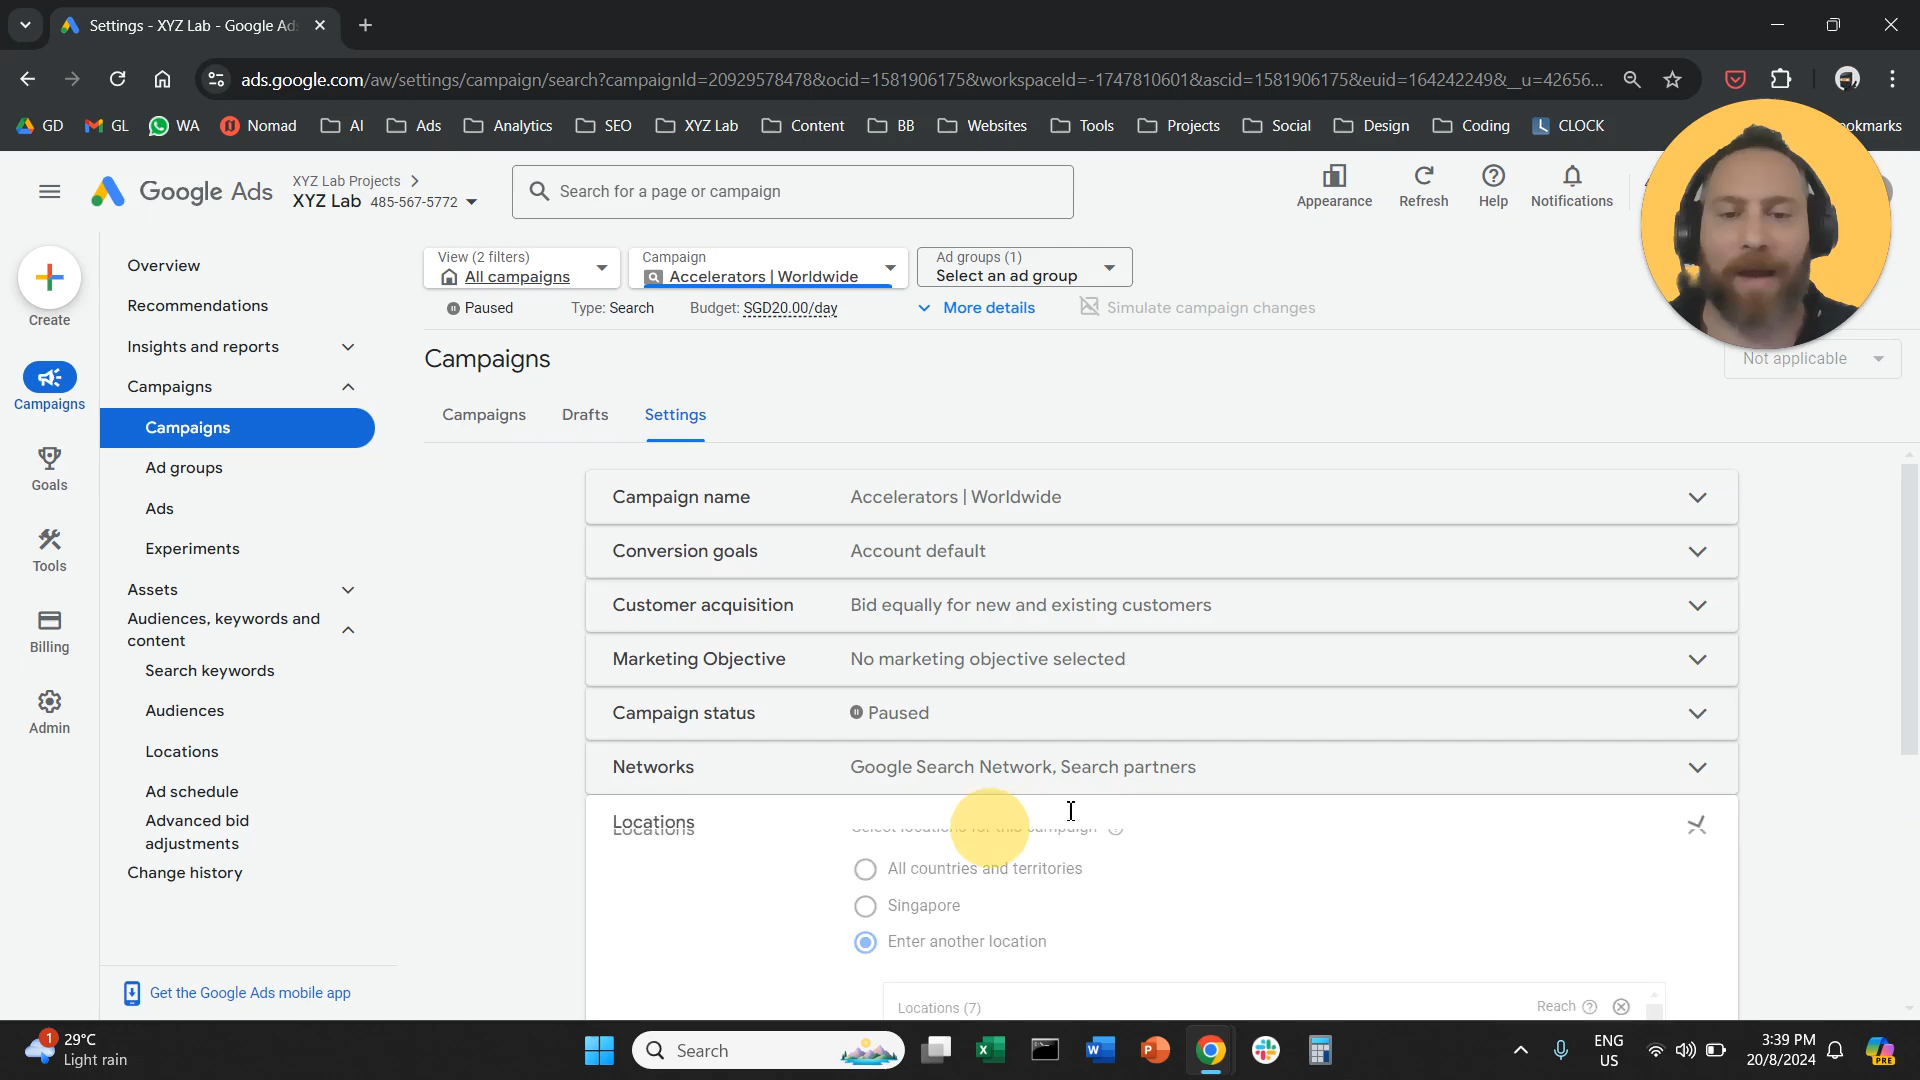 Settings - XYZ Lab - Google Ads
ads.google.com/aw/settings/campaign/search?campaignId=20929578478&ocid=1581906175&workspaceId=-1747810601&ascid=1581906175&euid=164242249&__u=42656...
GD
GL
WA
Nomad
AI
Ads
Analytics
SEO
XYZ Lab
Content
BB
Websites
Tools
Projects
Social
Design
Coding
CLOCK
Google Ads
XYZ Lab Projects
XYZ Lab 485-567-5772
Search for a page or campaign
Appearance
Refresh
Help
Notifications
Create
Campaigns
Goals
Tools
Billing
Admin
Overview
Recommendations
Insights and reports
Campaigns
Campaigns
Ad groups
Ads
Experiments
Assets
Audiences, keywords and
content
Search keywords
Audiences
Locations
Ad schedule
Advanced bid
adjustments
Change history
Get the Google Ads mobile app
View (2 filters)
All campaigns
Campaign
Accelerators | Worldwide
Ad groups (1)
Select an ad group
Paused
Type: Search
Budget: SGD20.00/day
More details
Simulate campaign changes
Campaigns
Not applicable
Campaigns
Drafts
Settings
Campaign name Accelerators | Worldwide
Conversion goals Account default
Customer acquisition Bid equally for new and existing customers
Marketing Objective No marketing objective selected
Campaign status Paused
Networks Google Search Network, Search partners
Locations
Select locations for this campaign
All countries and territories
Singapore
Enter another location
Locations (7)
Reach
1
29°C
Light rain
Search
ENG
US
3:39 PM
20/8/2024
PRE